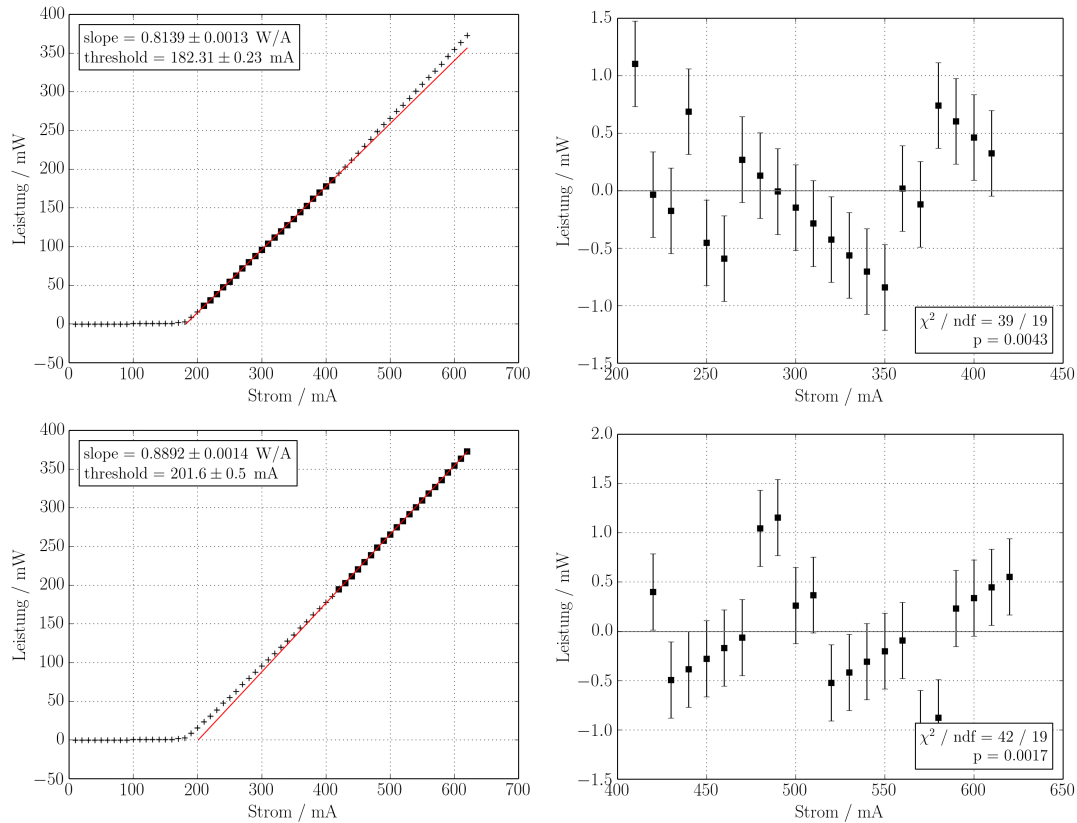 400
350
300
250
200
150
100
50
0
−50
Leistung / mW
slope = 0.8139 ± 0.0013 W/A
threshold = 182.31 ± 0.23 mA
0 100 200 300 400 500 600 700
Strom / mA
1.5
1.0
0.5
0.0
−0.5
−1.0
−1.5
Leistung / mW
χ² / ndf = 39 / 19
p = 0.0043
200 250 300 350 400 450
Strom / mA
400
350
300
250
200
150
100
50
0
−50
Leistung / mW
slope = 0.8892 ± 0.0014 W/A
threshold = 201.6 ± 0.5 mA
0 100 200 300 400 500 600 700
Strom / mA
2.0
1.5
1.0
0.5
0.0
−0.5
−1.0
−1.5
Leistung / mW
χ² / ndf = 42 / 19
p = 0.0017
400 450 500 550 600 650
Strom / mA